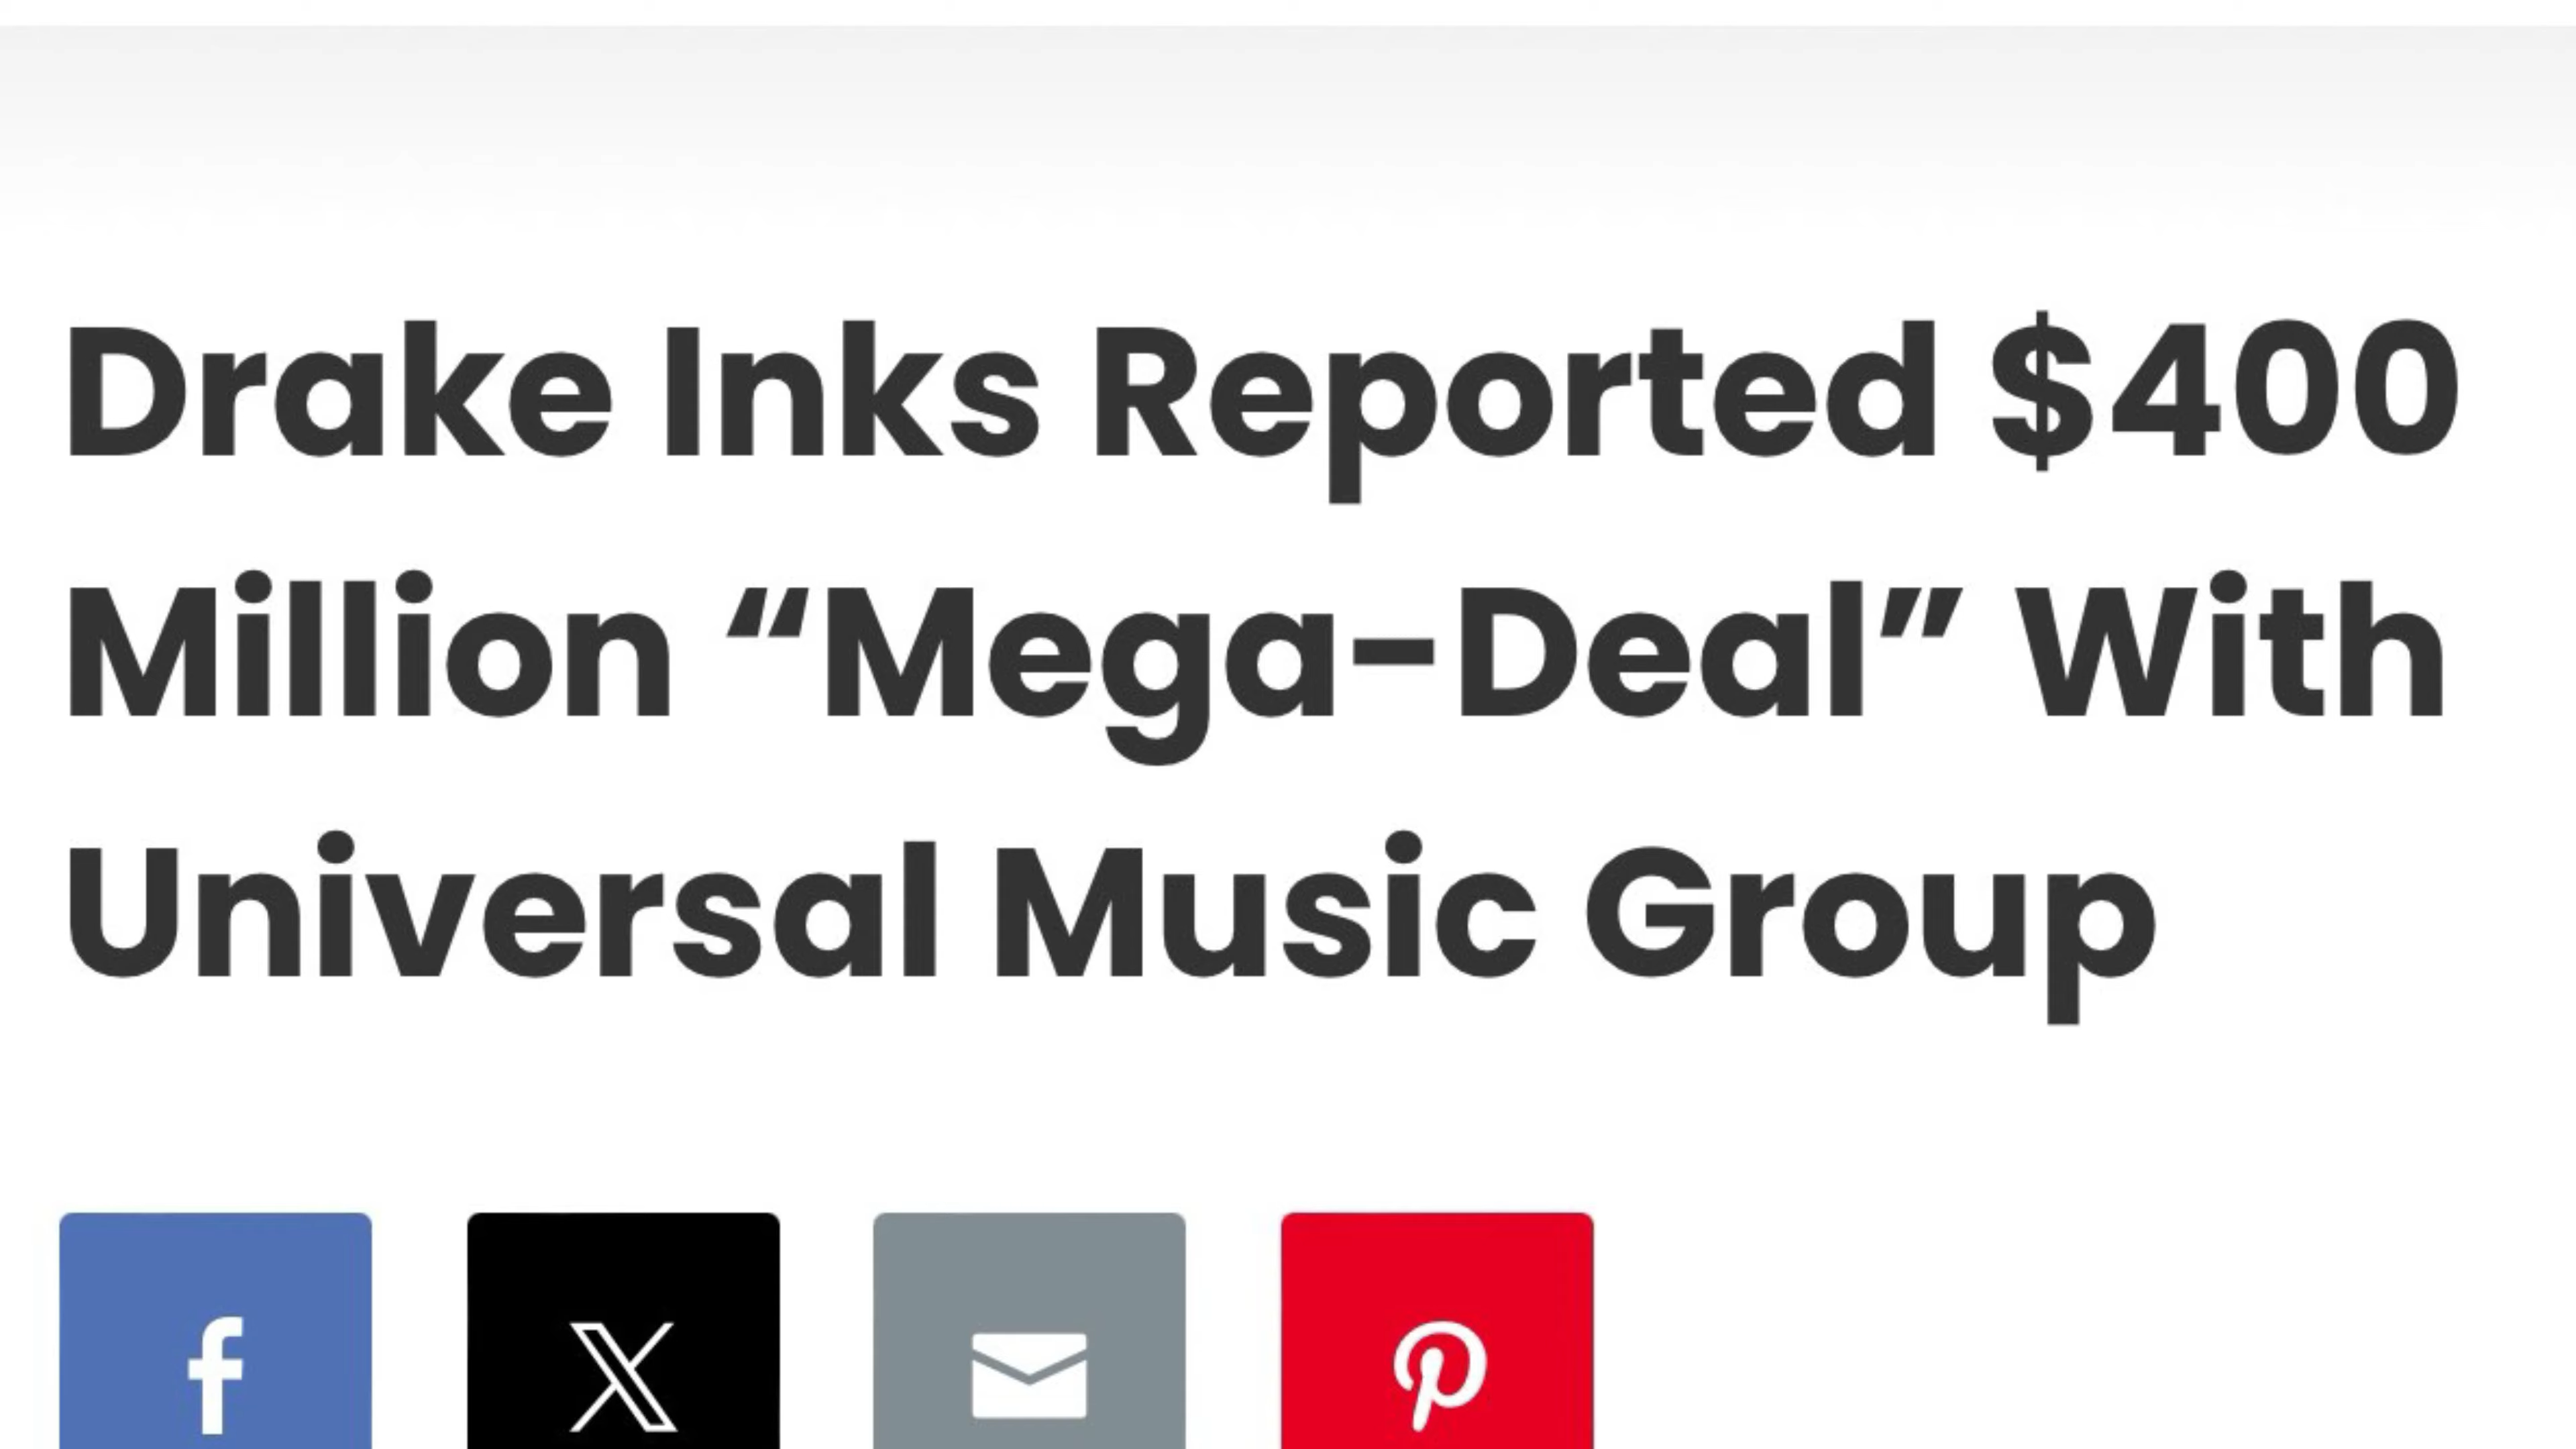 Drake Inks Reported $400
Million “Mega-Deal” With
Universal Music Group